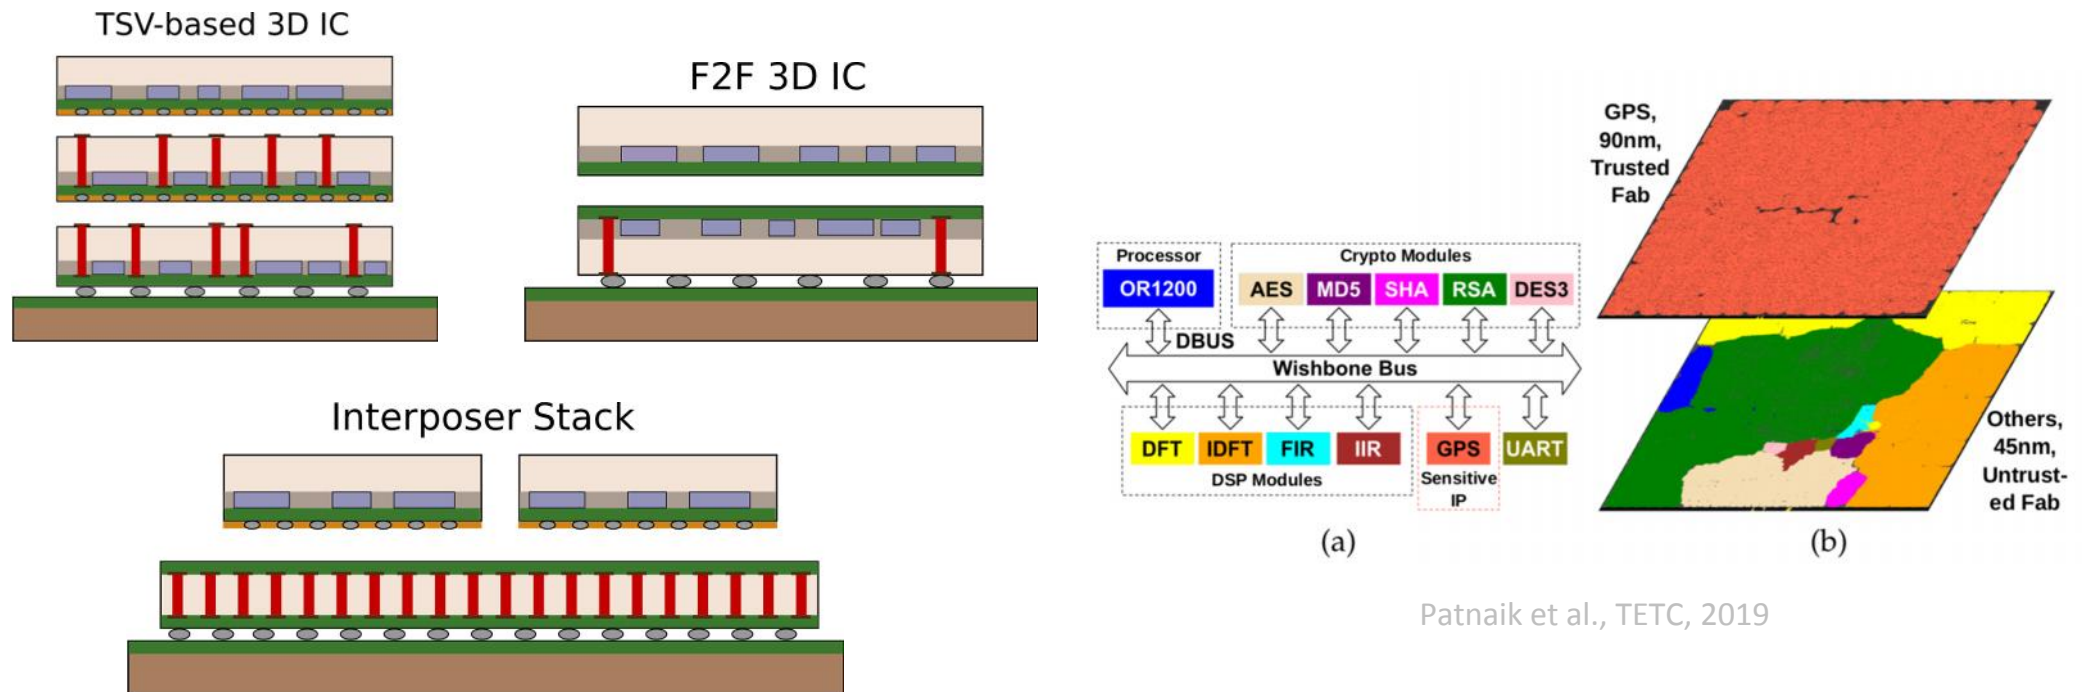 TSV-based 3D IC
F2F 3D IC
Interposer Stack
Processor
OR1200
Crypto Modules
AES MD5 SHA RSA DES3
DBUS
Wishbone Bus
DFT IDFT FIR IIR GPS UART
DSP Modules
Sensitive
IP
(a)
GPS,
90nm,
Trusted
Fab
Others,
45nm,
Untrust-
ed Fab
(b)
Patnaik et al., TETC, 2019